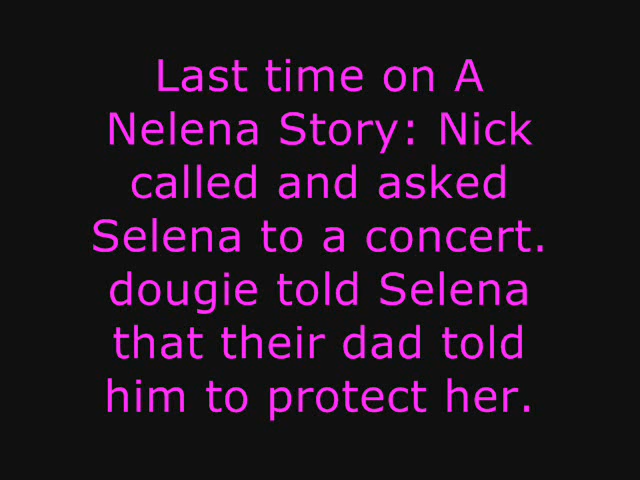 Last time on A
Nelena Story: Nick
called and asked
Selena to a concert.
dougie told Selena
that their dad told
him to protect her.